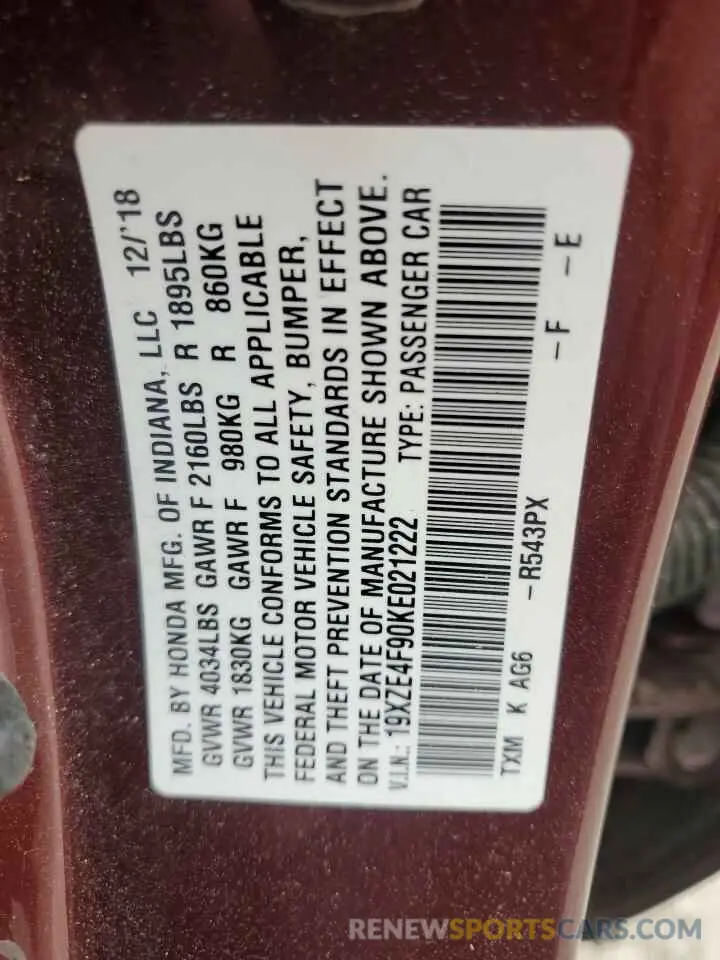 MFD. BY HONDA MFG. OF INDIANA, LLC 12/'18
GVWR 4034LBS GAWR F 2160LBS R 1895LBS
GVWR 1830KG GAWR F 980KG R 860KG
THIS VEHICLE CONFORMS TO ALL APPLICABLE
FEDERAL MOTOR VEHICLE SAFETY, BUMPER,
AND THEFT PREVENTION STANDARDS IN EFFECT
ON THE DATE OF MANUFACTURE SHOWN ABOVE.
V.I.N.: 19XZE4F90KE021222 TYPE: PASSENGER CAR
TXM K AG6 -R543PX -F -E
RENEWSPORTSCARS.COM